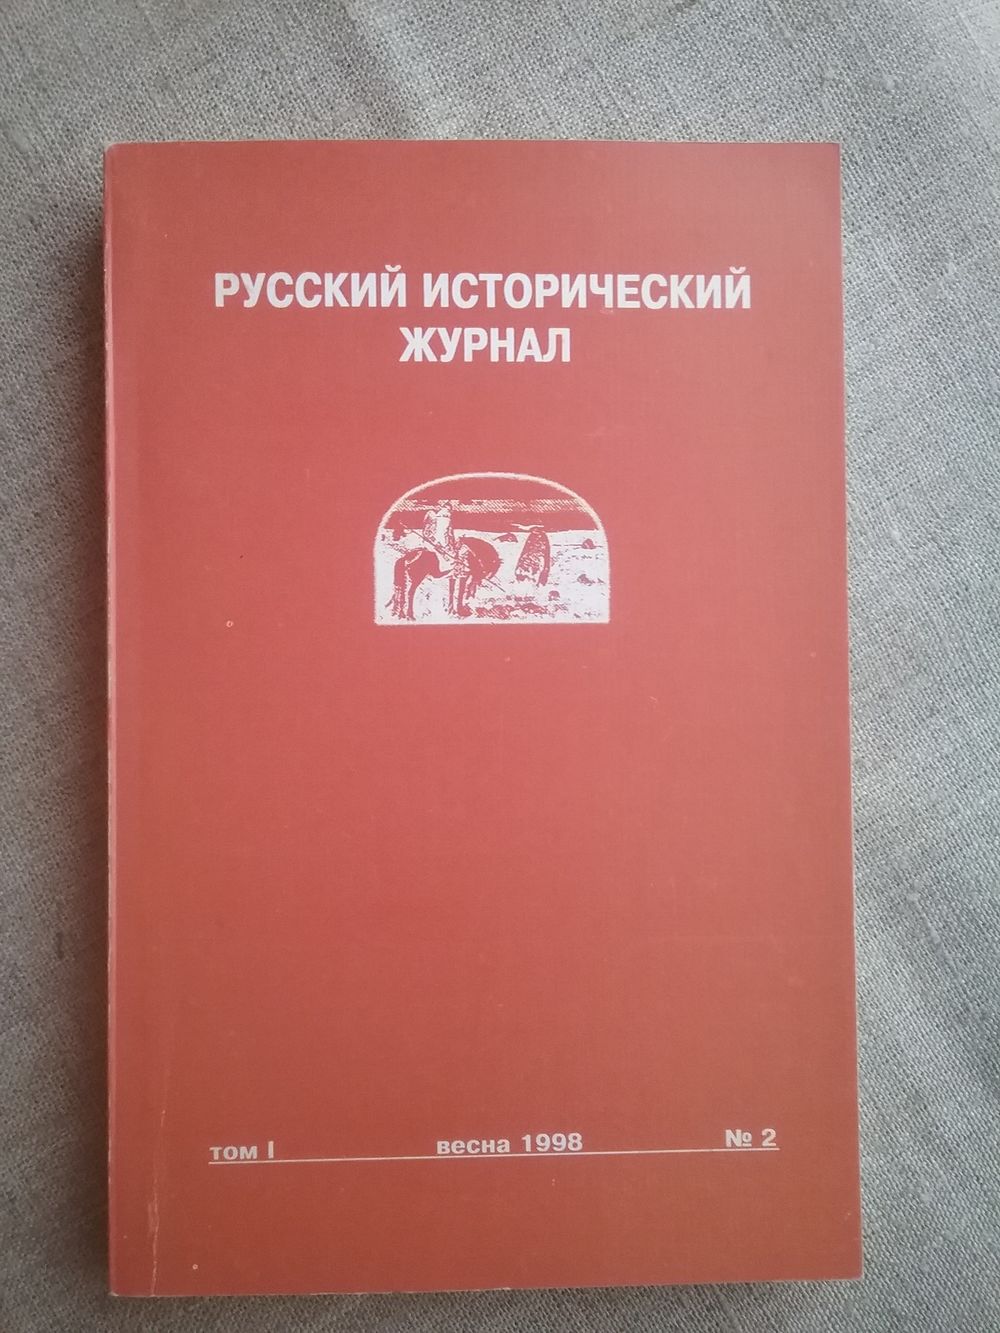 РУССКИЙ ИСТОРИЧЕСКИЙ
ЖУРНАЛ
том I весна 1998 № 2